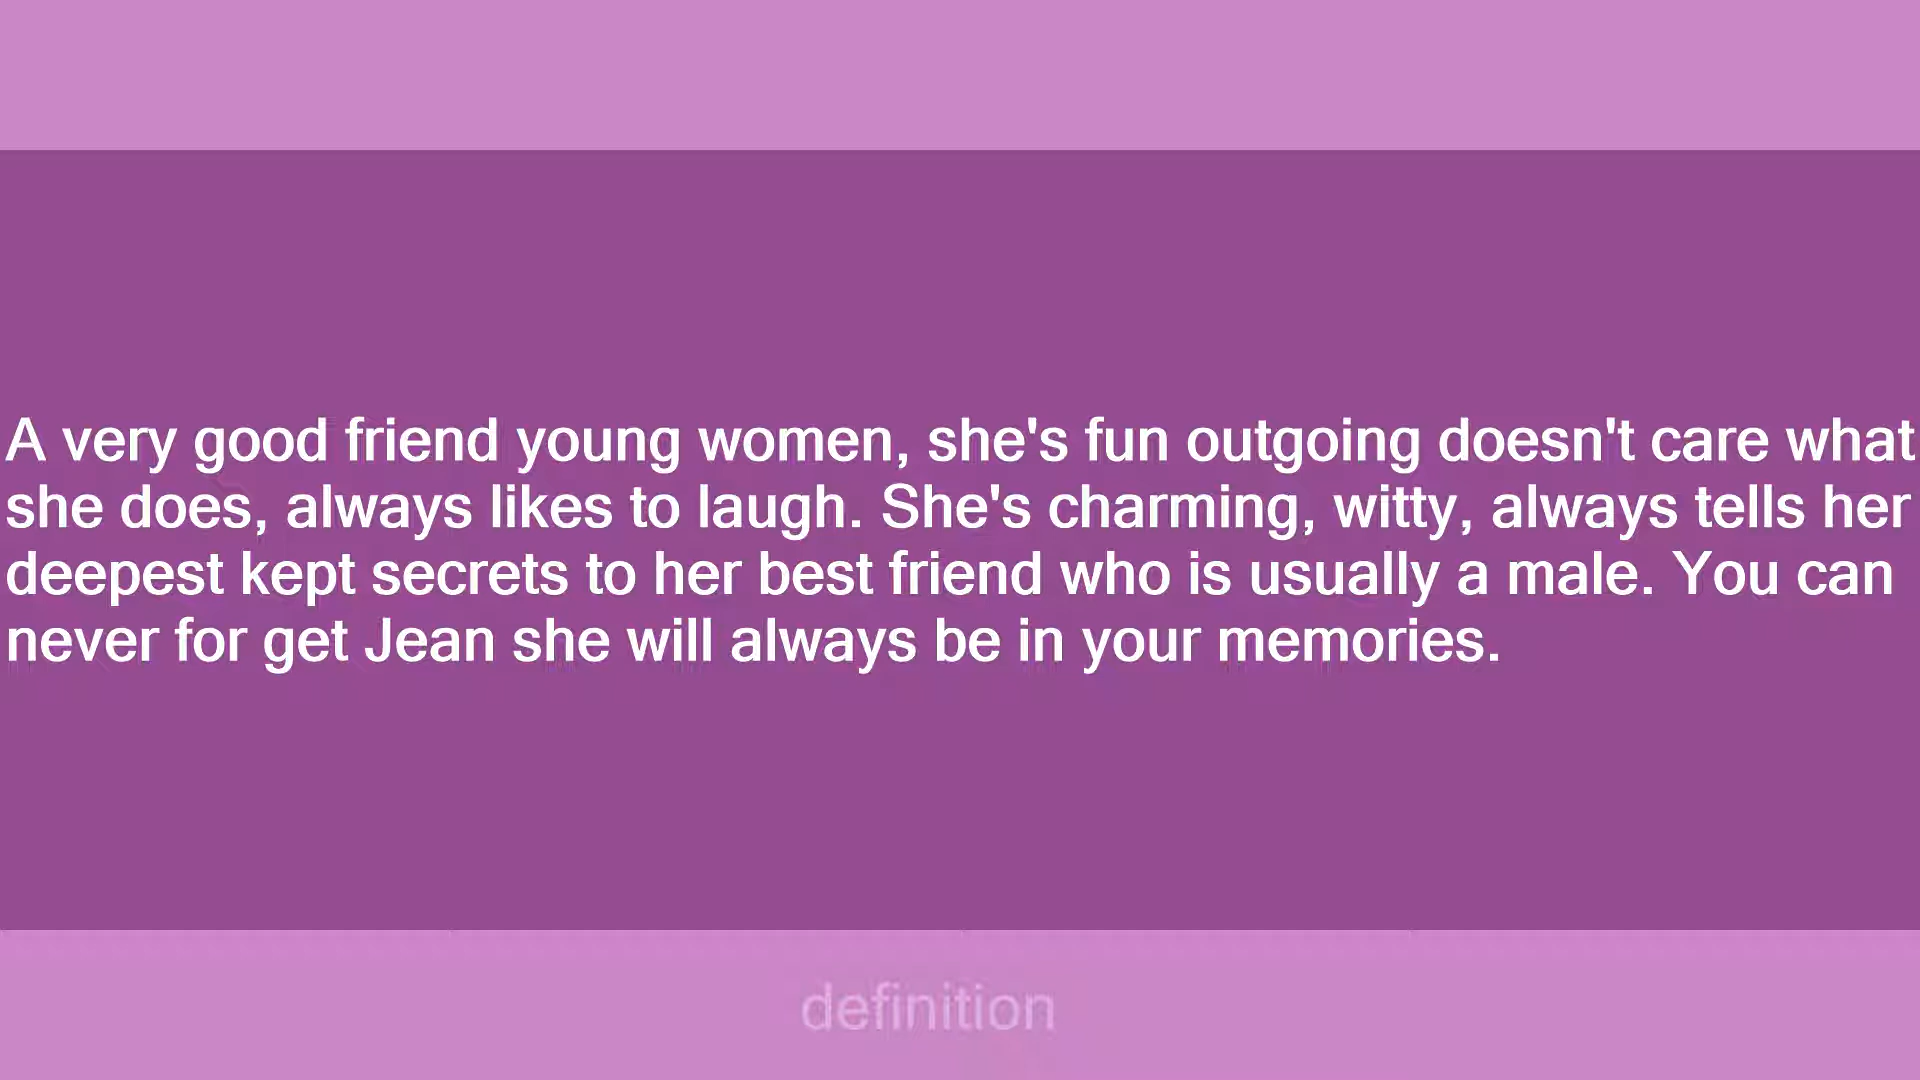 A very good friend young women, she's fun outgoing doesn't care what
she does, always likes to laugh. She's charming, witty, always tells her
deepest kept secrets to her best friend who is usually a male. You can
never for get Jean she will always be in your memories.
definition